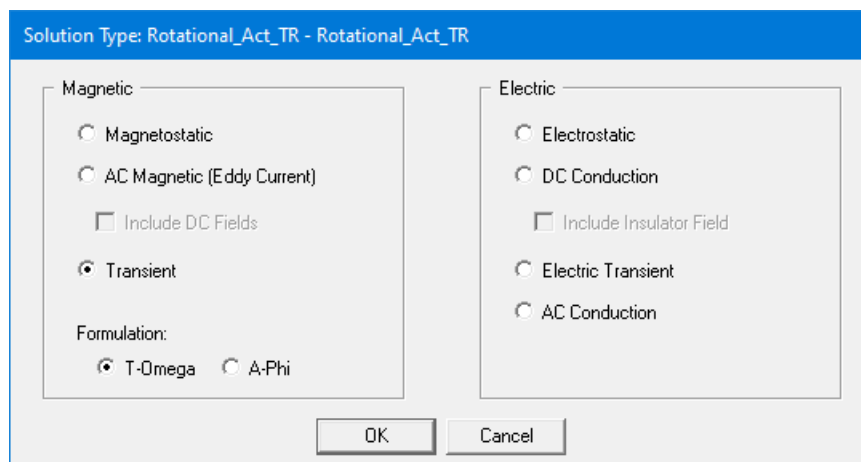 Solution Type: Rotational_Act_TR - Rotational_Act_TR
Magnetic
Magnetostatic
AC Magnetic (Eddy Current)
Include DC Fields
Transient
Formulation:
T-Omega A-Phi
Electric
Electrostatic
DC Conduction
Include Insulator Field
Electric Transient
AC Conduction
OK Cancel